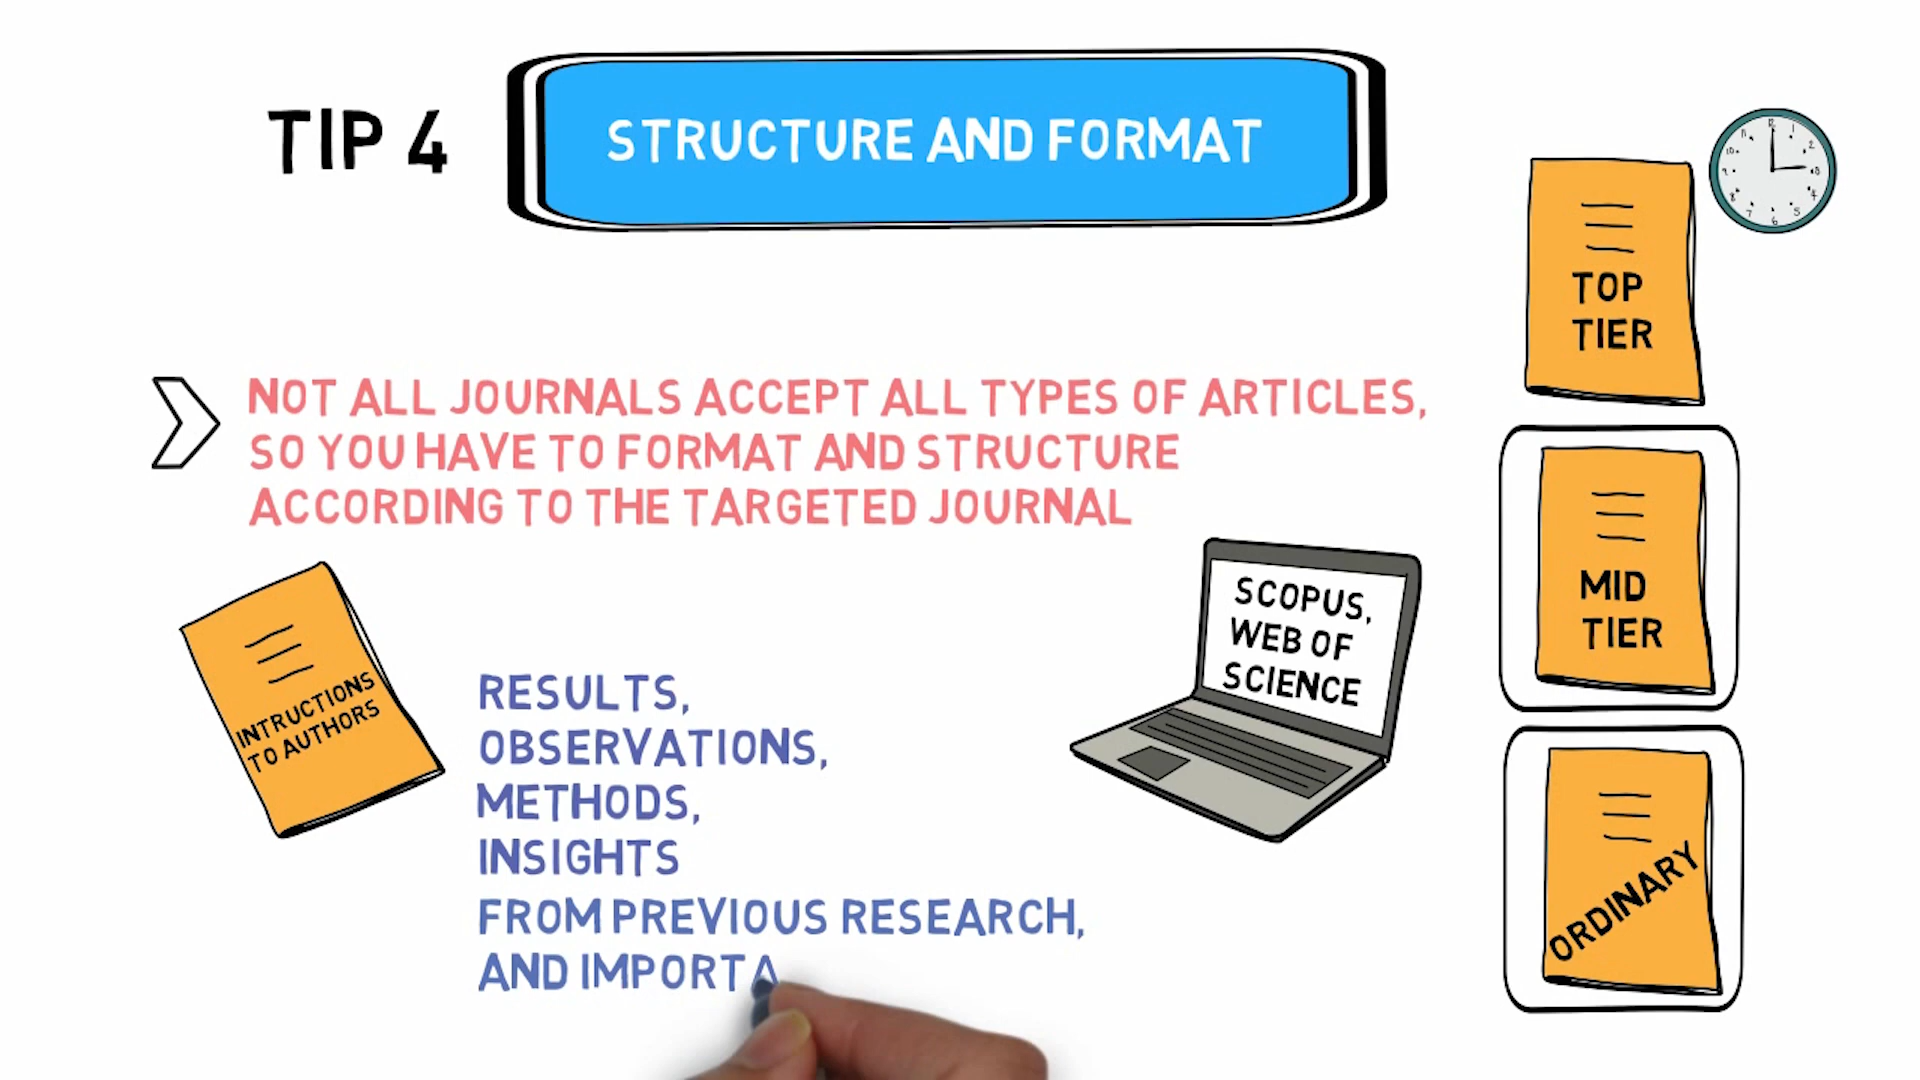 TIP 4
STRUCTURE AND FORMAT
NOT ALL JOURNALS ACCEPT ALL TYPES OF ARTICLES,
SO YOU HAVE TO FORMAT AND STRUCTURE
ACCORDING TO THE TARGETED JOURNAL
INTRUCTIONS
TO AUTHORS
RESULTS,
OBSERVATIONS,
METHODS,
INSIGHTS
FROM PREVIOUS RESEARCH,
AND IMPORTA
SCOPUS,
WEB OF
SCIENCE
TOP
TIER
MID
TIER
ORDINARY